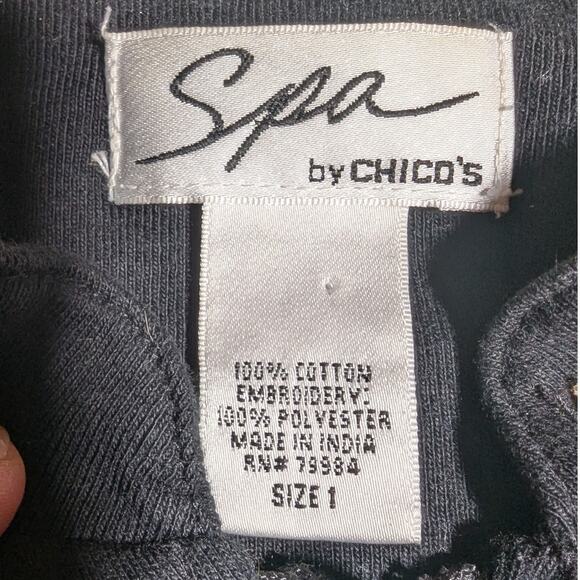 Spa
by CHICO'S
100% COTTON
EMBROIDERY:
100% POLYESTER
MADE IN INDIA
RN# 79984
SIZE 1